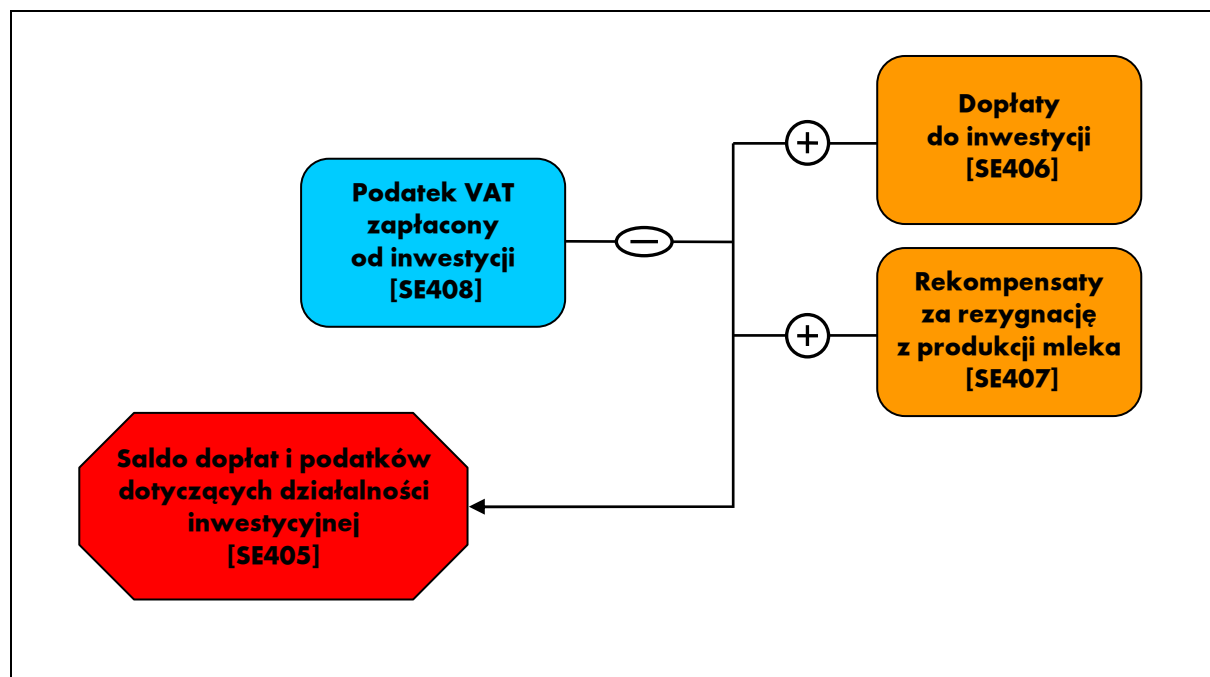 Dopłaty
do inwestycji
[SE406]
Podatek VAT
zapłacony
od inwestycji
[SE408]
Rekompensaty
za rezygnację
z produkcji mleka
[SE407]
Saldo dopłat i podatków
dotyczących działalności
inwestycyjnej
[SE405]